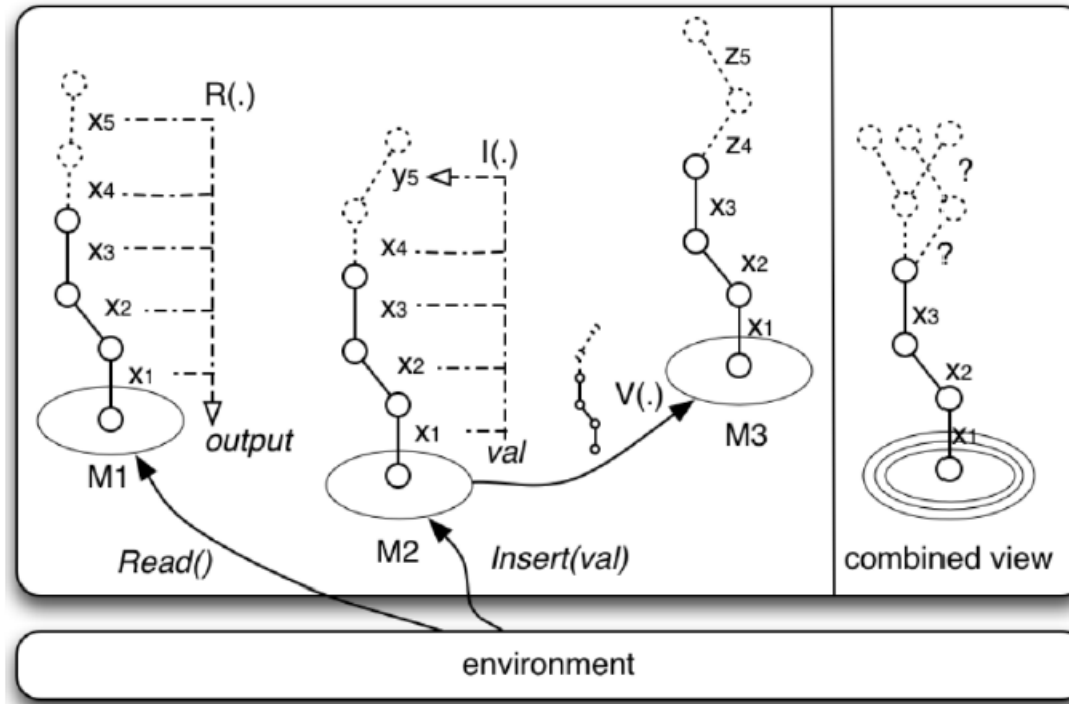 R(.)
x5
x4
x3
x2
x1
output
M1
Read()
I(.)
y5
x4
x3
x2
x1
val
M2
Insert(val)
V(.)
z5
z4
x3
x2
x1
M3
?
?
x3
x2
x1
combined view
environment